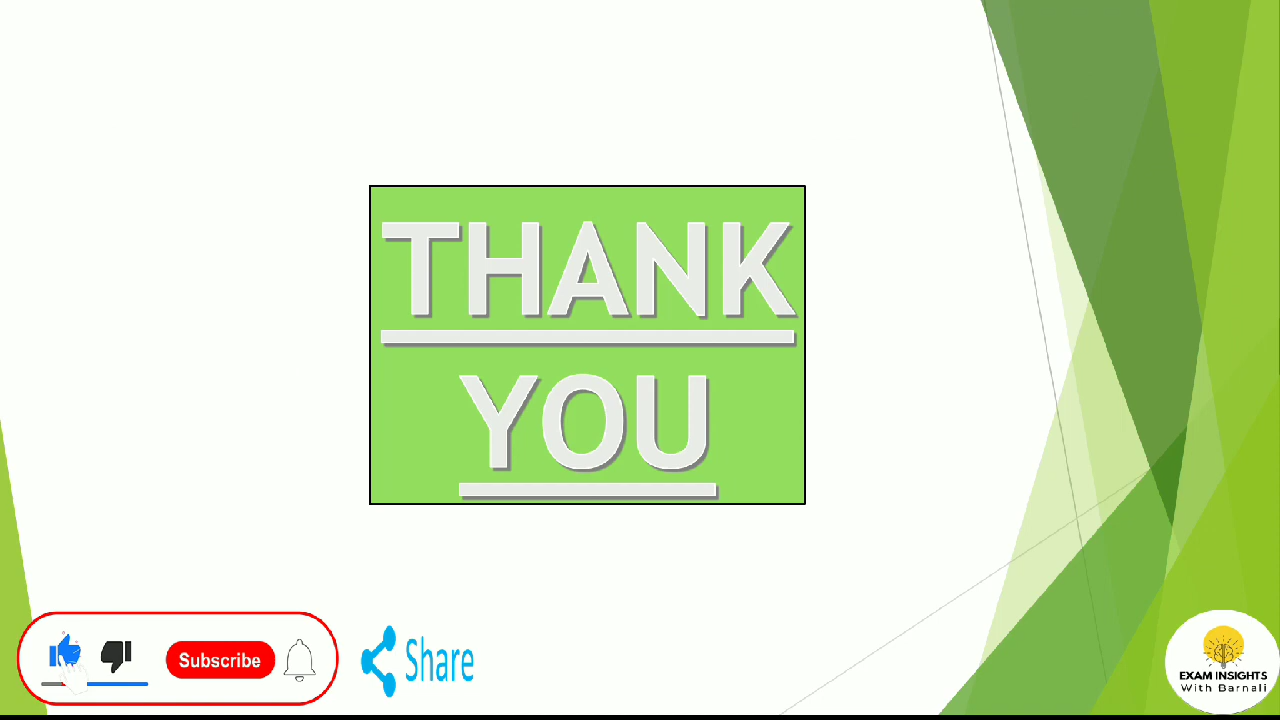 THANK
YOU
Subscribe
Share
EXAM INSIGHTS
With Barnali